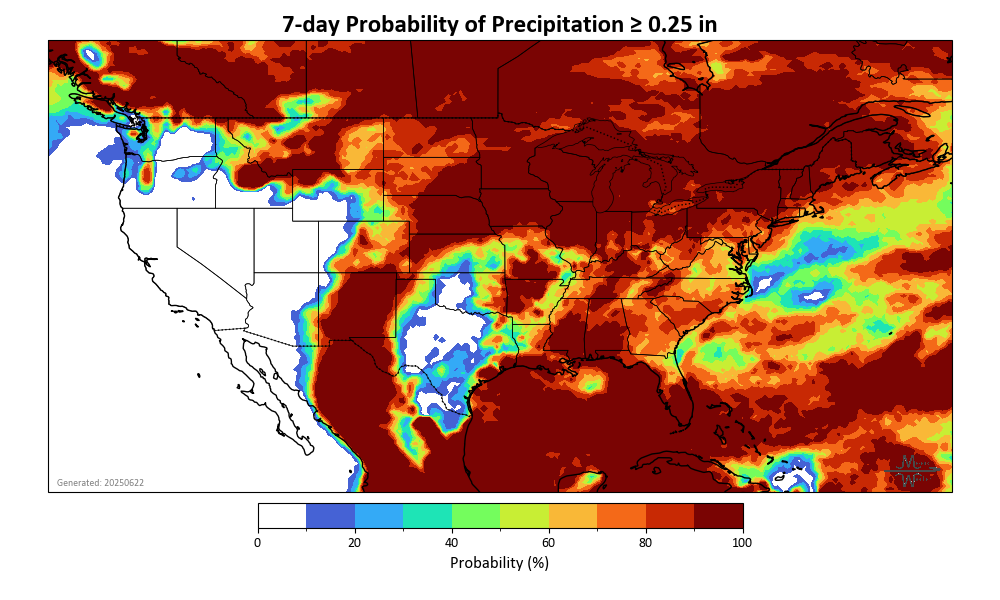 7-day Probability of Precipitation ≥ 0.25 in
Generated: 20250622
0 20 40 60 80 100
Probability (%)